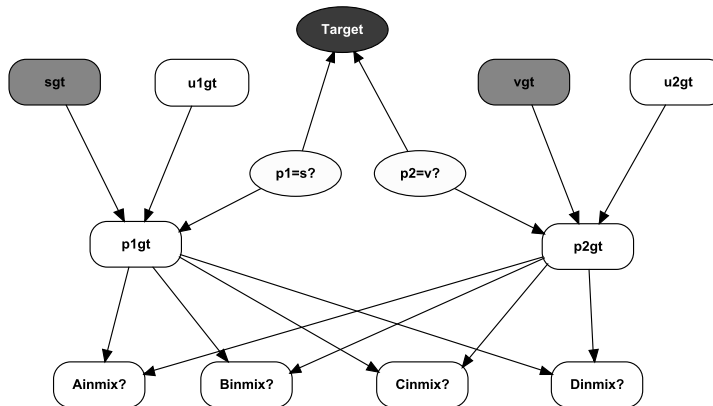 Target
sgt
u1gt
vgt
u2gt
p1=s?
p2=v?
p1gt
p2gt
Ainmix?
Binmix?
Cinmix?
Dinmix?